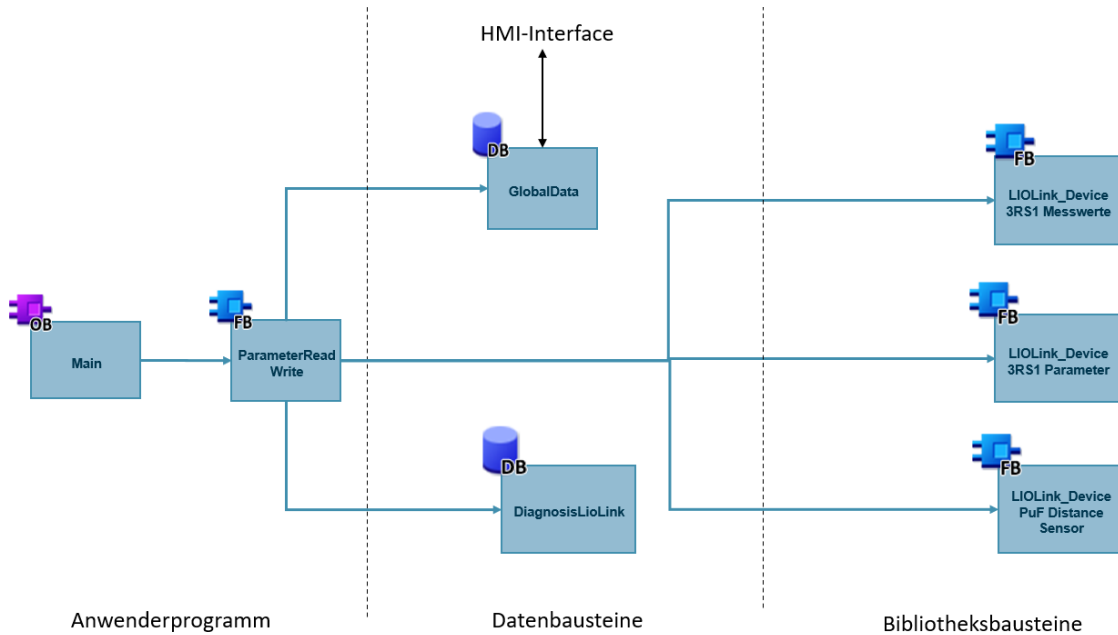 HMI-Interface
DB
GlobalData
FB
LIOLink_Device
3RS1 Messwerte
OB
Main
FB
ParameterRead
Write
FB
LIOLink_Device
3RS1 Parameter
DB
DiagnosisLioLink
FB
LIOLink_Device
PuF Distance
Sensor
Anwenderprogramm
Datenbausteine
Bibliotheksbausteine